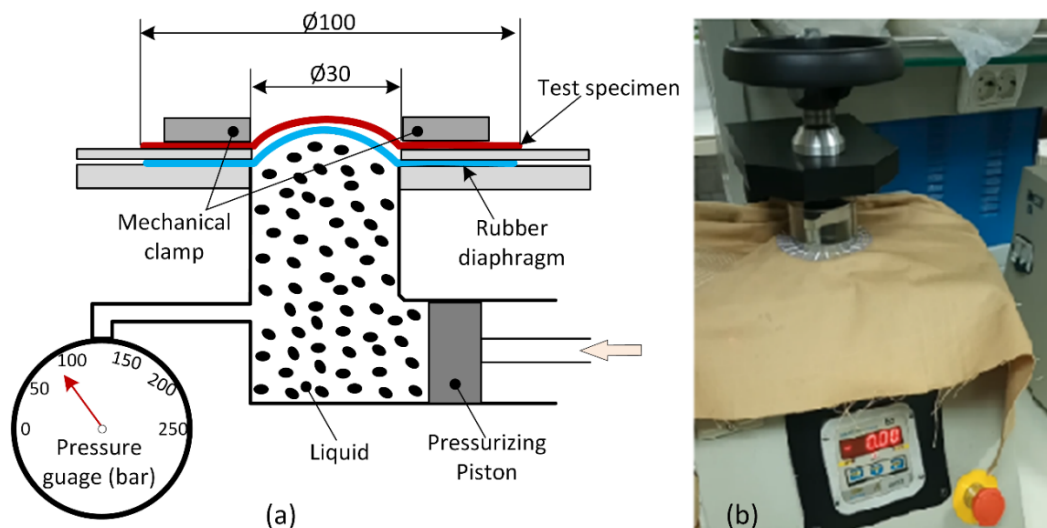 Ø100
Ø30
Test specimen
Mechanical
clamp
Rubber
diaphragm
0
50
100
150
200
250
Pressure
guage (bar)
Liquid
Pressurizing
Piston
(a)
0.00
(b)